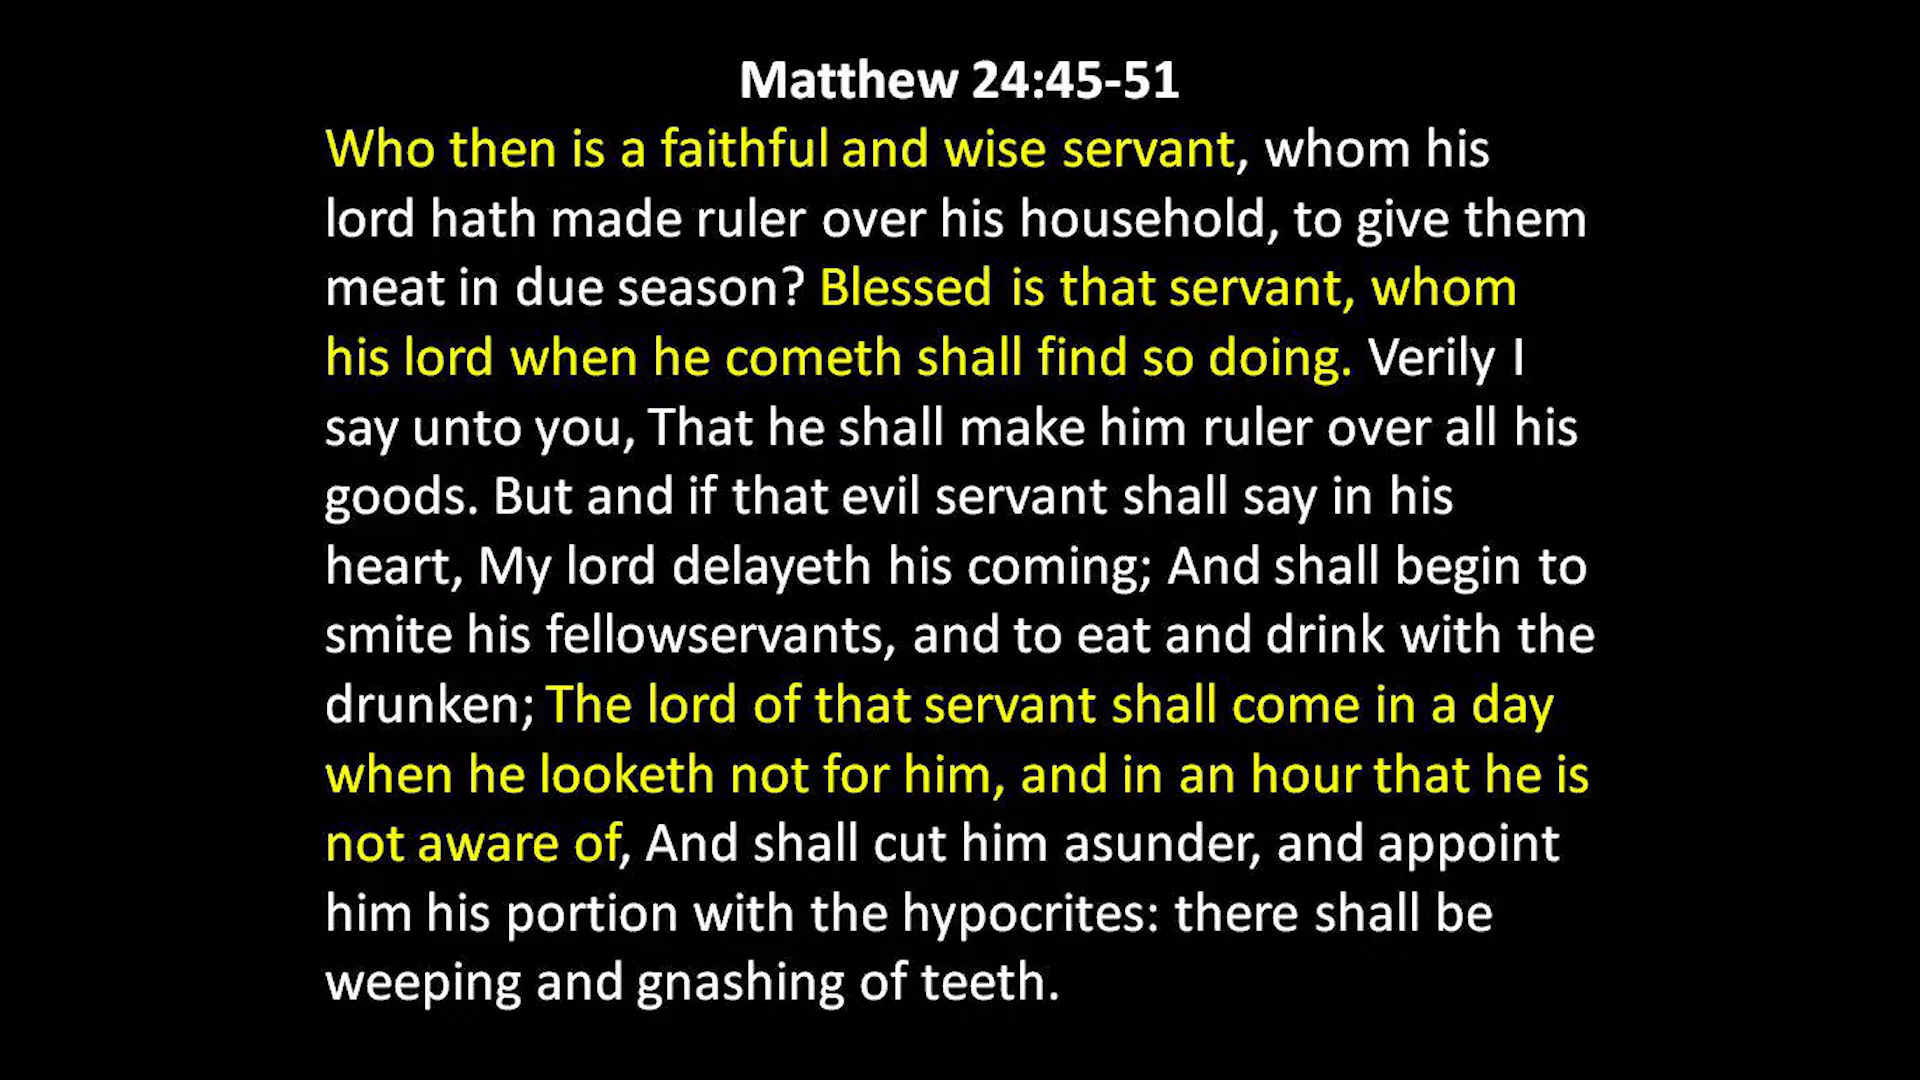 Matthew 24:45-51
Who then is a faithful and wise servant, whom his
lord hath made ruler over his household, to give them
meat in due season? Blessed is that servant, whom
his lord when he cometh shall find so doing. Verily I
say unto you, That he shall make him ruler over all his
goods. But and if that evil servant shall say in his
heart, My lord delayeth his coming; And shall begin to
smite his fellowservants, and to eat and drink with the
drunken; The lord of that servant shall come in a day
when he looketh not for him, and in an hour that he is
not aware of, And shall cut him asunder, and appoint
him his portion with the hypocrites: there shall be
weeping and gnashing of teeth.